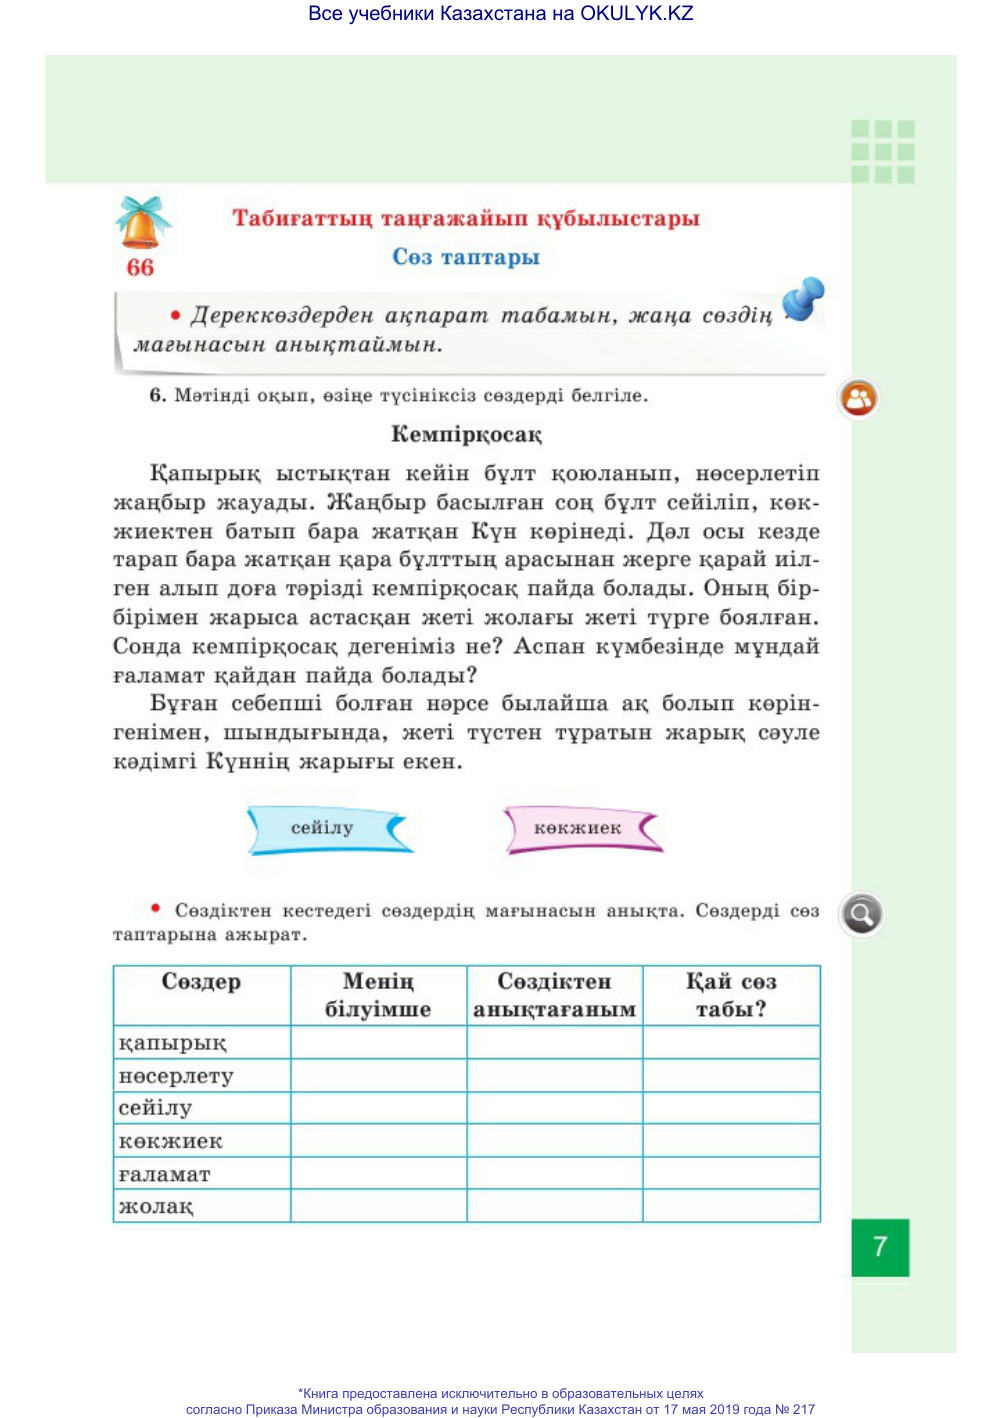 Все учебники Казахстана на OKULYK.KZ
Табиғаттың таңғажайып құбылыстары
Сөз таптары
66
• Дереккөздерден ақпарат табамын, жаңа сөздің
мағынасын анықтаймын.
6. Мәтінді оқып, өзіңе түсініксіз сөздерді белгіле.
Кемпірқосақ
Қапырық ыстықтан кейін бұлт қоюланып, нөсерлетіп
жаңбыр жауады. Жаңбыр басылған соң бұлт сейіліп, көк-
жиектен батып бара жатқан Күн көрінеді. Дәл осы кезде
тарап бара жатқан қара бұлттың арасынан жерге қарай иіл-
ген алып доға тәрізді кемпірқосақ пайда болады. Оның бір-
бірімен жарыса астасқан жеті жолағы жеті түрге боялған.
Сонда кемпірқосақ дегеніміз не? Аспан күмбезінде мұндай
ғаламат қайдан пайда болады?
Бұған себепші болған нәрсе былайша ақ болып көрін-
генімен, шындығында, жеті түстен тұратын жарық сәуле
кәдімгі Күннің жарығы екен.
сейілу
көкжиек
• Сөздіктен кестедегі сөздердің мағынасын анықта. Сөздерді сөз
таптарына ажырат.
Сөздер
Менің
білуімше
Сөздіктен
анықтағаным
Қай сөз
табы?
қапырық
нөсерлету
сейілу
көкжиек
ғаламат
жолақ
7
*Книга предоставлена исключительно в образовательных целях
согласно Приказа Министра образования и науки Республики Казахстан от 17 мая 2019 года № 217